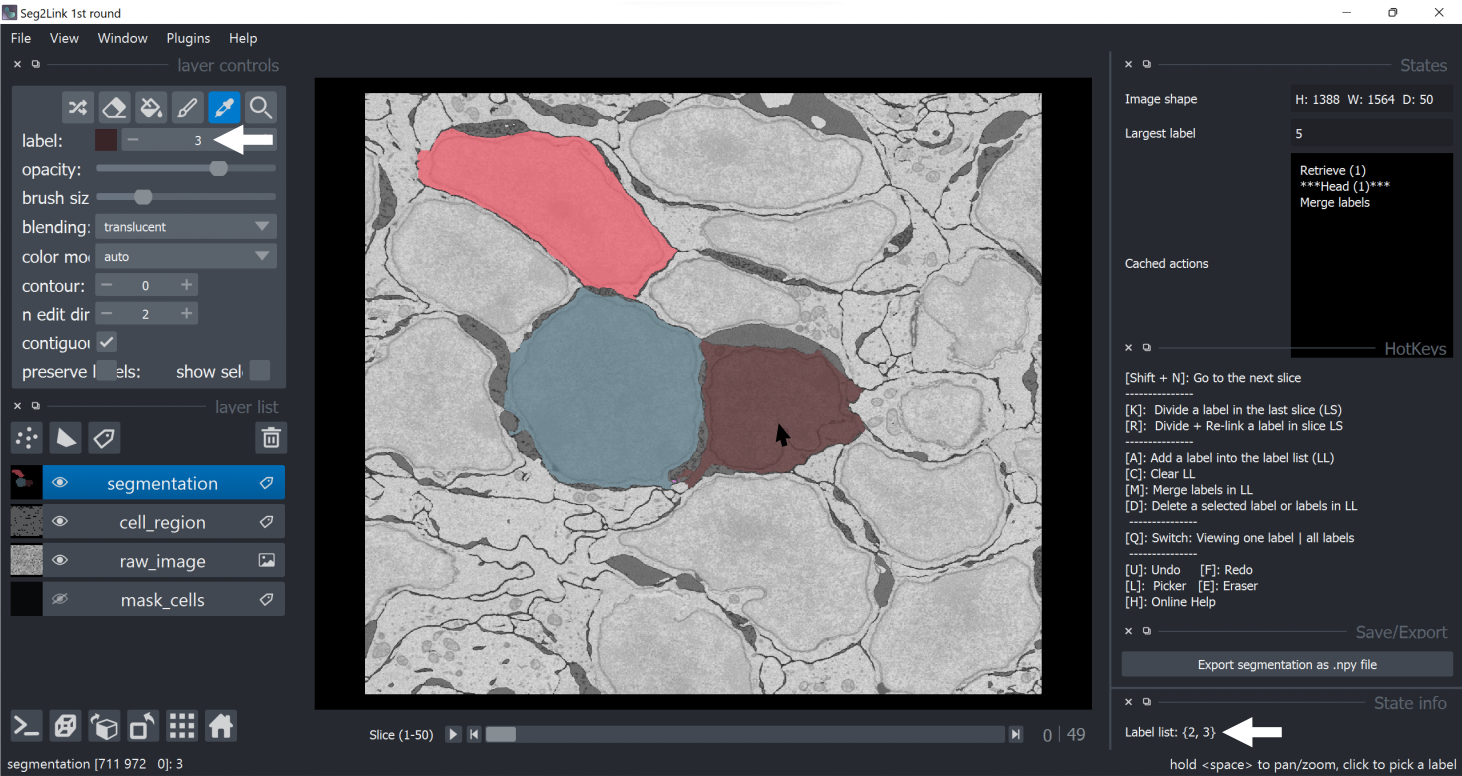 Seg2Link 1st round
File View Window Plugins Help
layer controls
label: 3
opacity:
brush siz
blending: translucent
color mo auto
contour: 0
n edit dir 2
contiguou
preserve l els: show sel
layer list
segmentation
cell_region
raw_image
mask_cells
Slice (1-50) 0 49
segmentation [711 972 0]: 3
States
Image shape H: 1388 W: 1564 D: 50
Largest label 5
Retrieve (1)
***Head (1)***
Merge labels
Cached actions
HotKeys
[Shift + N]: Go to the next slice
---------------
[K]: Divide a label in the last slice (LS)
[R]: Divide + Re-link a label in slice LS
---------------
[A]: Add a label into the label list (LL)
[C]: Clear LL
[M]: Merge labels in LL
[D]: Delete a selected label or labels in LL
---------------
[Q]: Switch: Viewing one label | all labels
---------------
[U]: Undo [F]: Redo
[L]: Picker [E]: Eraser
[H]: Online Help
Save/Export
Export segmentation as .npy file
State info
Label list: {2, 3}
hold <space> to pan/zoom, click to pick a label